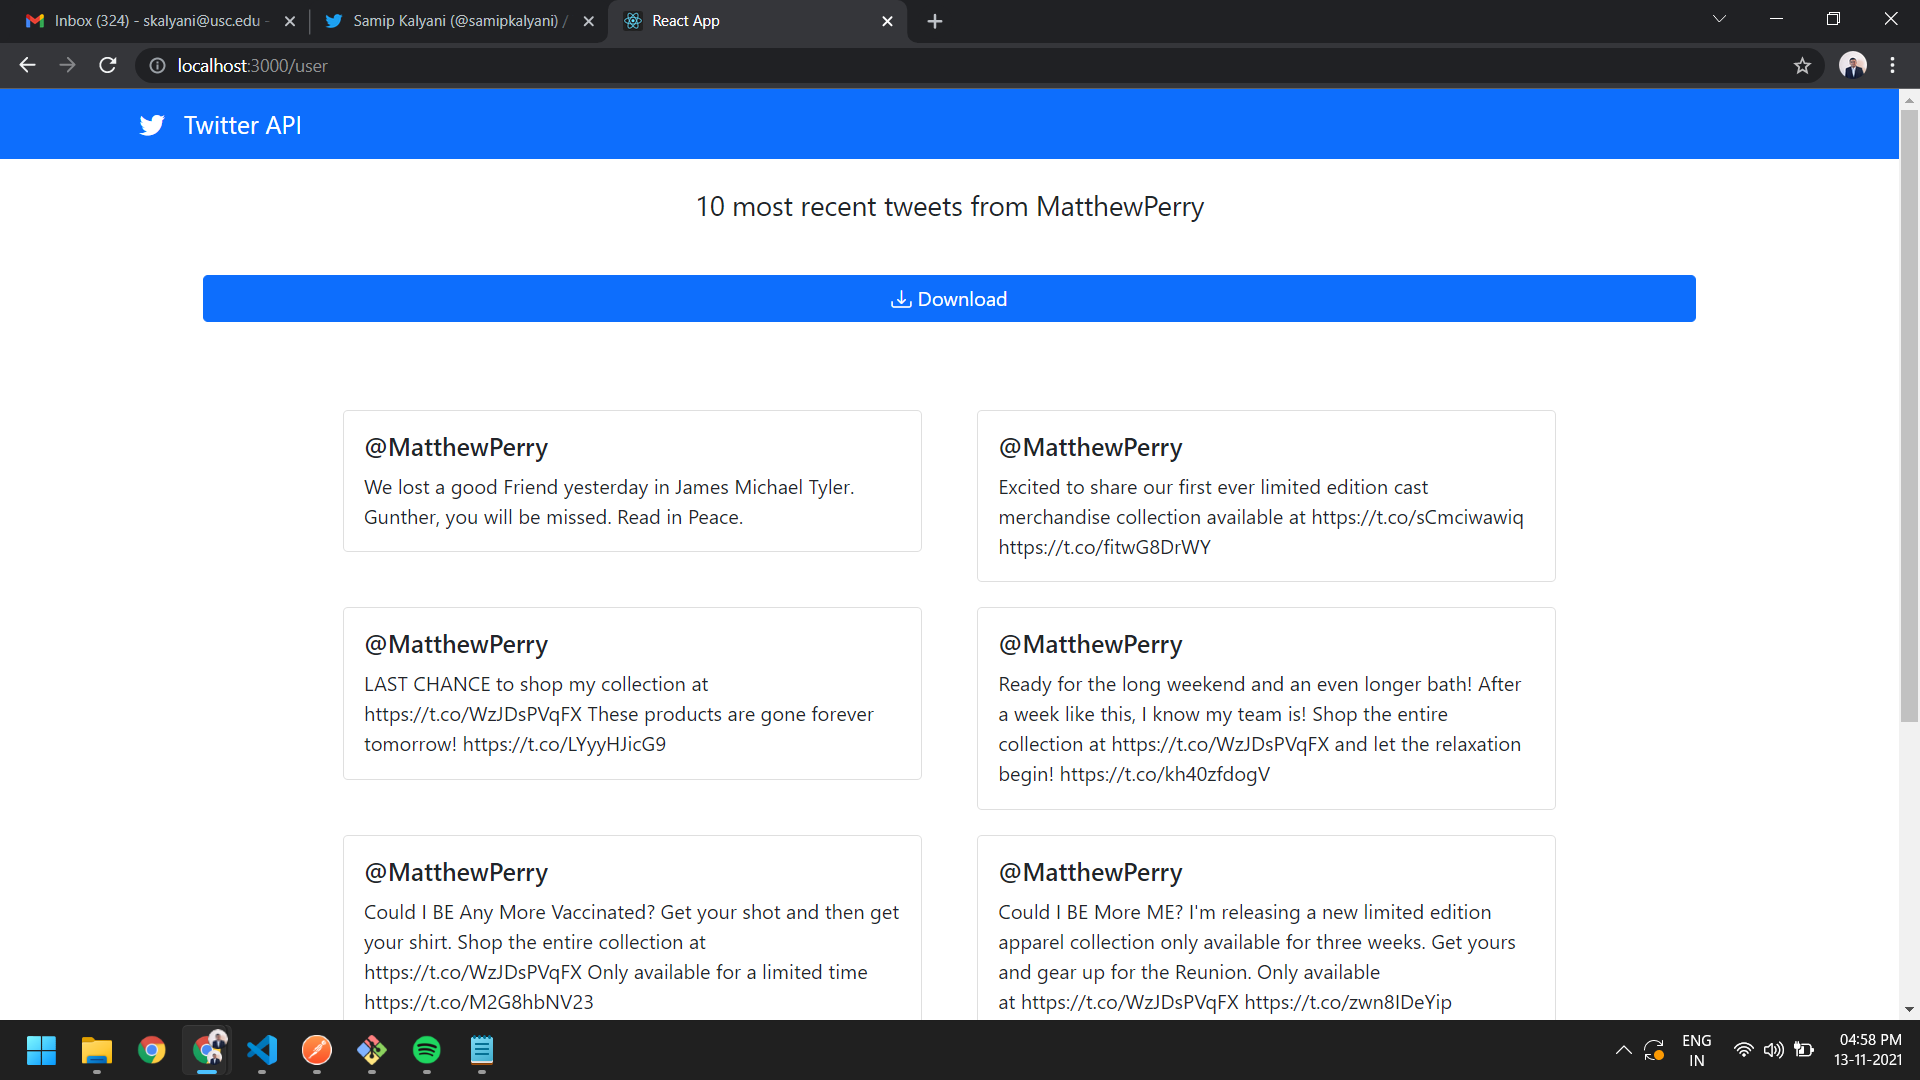 Inbox (324) - skalyani@usc.edu -
Samip Kalyani (@samipkalyani) /
React App
localhost:3000/user
Twitter API
10 most recent tweets from MatthewPerry
Download
@MatthewPerry
We lost a good Friend yesterday in James Michael Tyler.
Gunther, you will be missed. Read in Peace.
@MatthewPerry
Excited to share our first ever limited edition cast
merchandise collection available at https://t.co/sCmciwawiq
https://t.co/fitwG8DrWY
@MatthewPerry
LAST CHANCE to shop my collection at
https://t.co/WzJDsPVqFX These products are gone forever
tomorrow! https://t.co/LYyyHJicG9
@MatthewPerry
Ready for the long weekend and an even longer bath! After
a week like this, I know my team is! Shop the entire
collection at https://t.co/WzJDsPVqFX and let the relaxation
begin! https://t.co/kh40zfdogV
@MatthewPerry
Could I BE Any More Vaccinated? Get your shot and then get
your shirt. Shop the entire collection at
https://t.co/WzJDsPVqFX Only available for a limited time
https://t.co/M2G8hbNV23
@MatthewPerry
Could I BE More ME? I'm releasing a new limited edition
apparel collection only available for three weeks. Get yours
and gear up for the Reunion. Only available
at https://t.co/WzJDsPVqFX https://t.co/zwn8IDeYip
ENG
IN
04:58 PM
13-11-2021